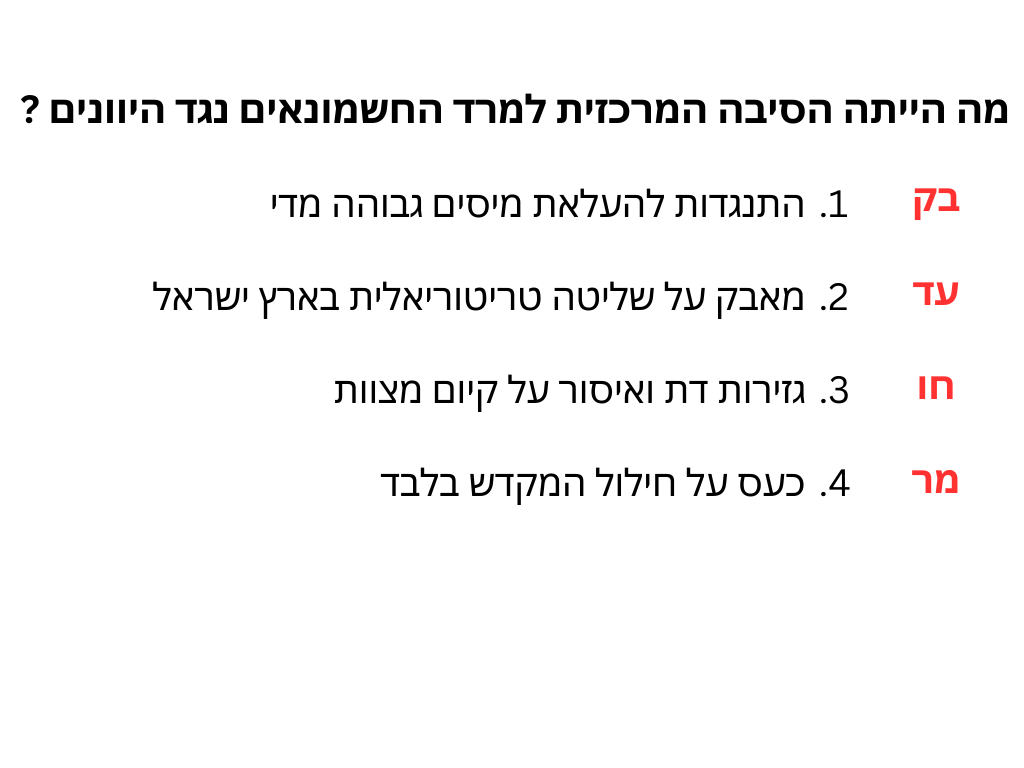 מה הייתה הסיבה המרכזית למרד החשמונאים נגד היוונים ?
בק 1. התנגדות להעלאת מיסים גבוהה מדי
עד 2. מאבק על שליטה טריטוריאלית בארץ ישראל
חו 3. גזירות דת ואיסור על קיום מצוות
מר 4. כעס על חילול המקדש בלבד